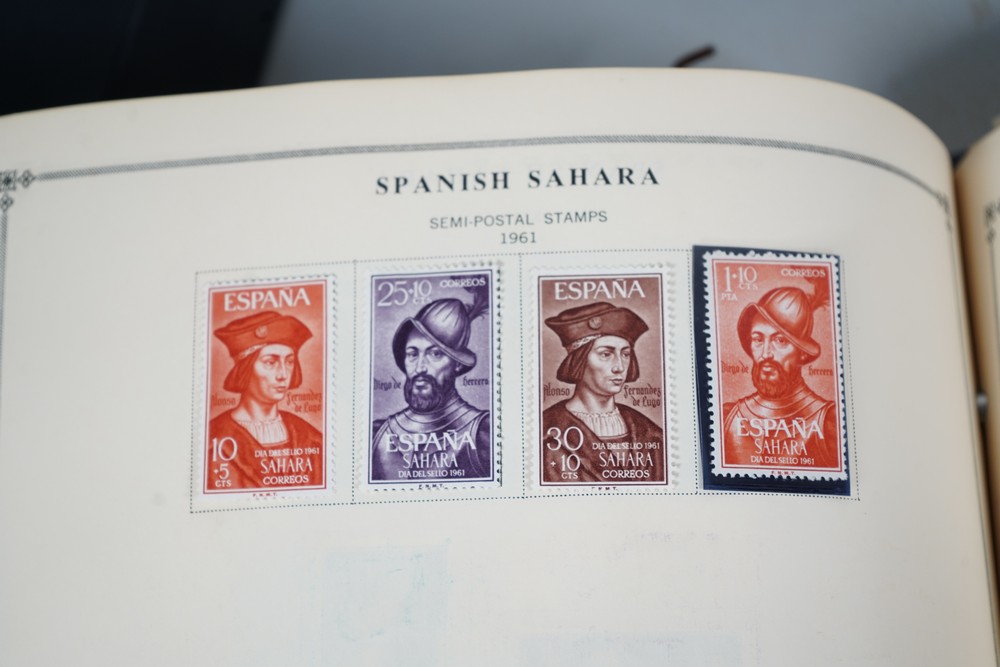 SPANISH SAHARA
SEMI-POSTAL STAMPS
1961
ESPAÑA
Alonso Fernandez
de Lugo
10
+5
CTS
DIA DEL SELLO 1961
SAHARA
CORREOS
F.N.M.T.
25+10
CTS
CORREOS
Diego de Herrera
ESPAÑA
SAHARA
DIA DEL SELLO 1961
F.N.M.T.
ESPAÑA
Alonso Fernandez
de Lugo
30
+10
CTS
DIA DEL SELLO 1961
SAHARA
CORREOS
F.N.M.T.
1+10
PTA CTS
CORREOS
Diego de Herrera
ESPAÑA
SAHARA
DIA DEL SELLO 1961
F.N.M.T.